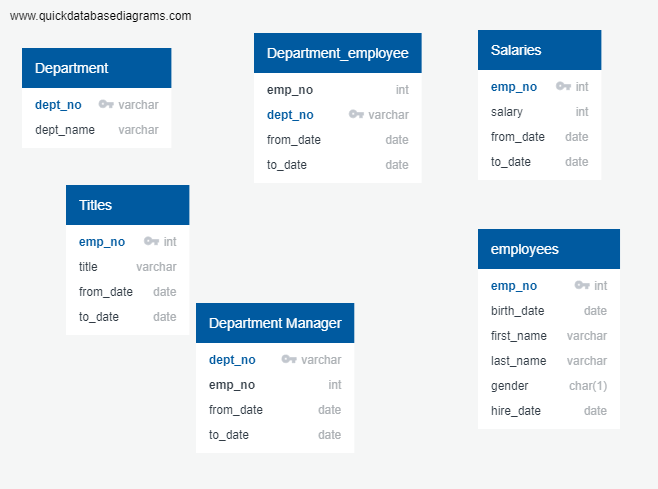 www.quickdatabasediagrams.com
Department
dept_no varchar
dept_name varchar
Department_employee
emp_no int
dept_no varchar
from_date date
to_date date
Salaries
emp_no int
salary int
from_date date
to_date date
Titles
emp_no int
title varchar
from_date date
to_date date
Department Manager
dept_no varchar
emp_no int
from_date date
to_date date
employees
emp_no int
birth_date date
first_name varchar
last_name varchar
gender char(1)
hire_date date